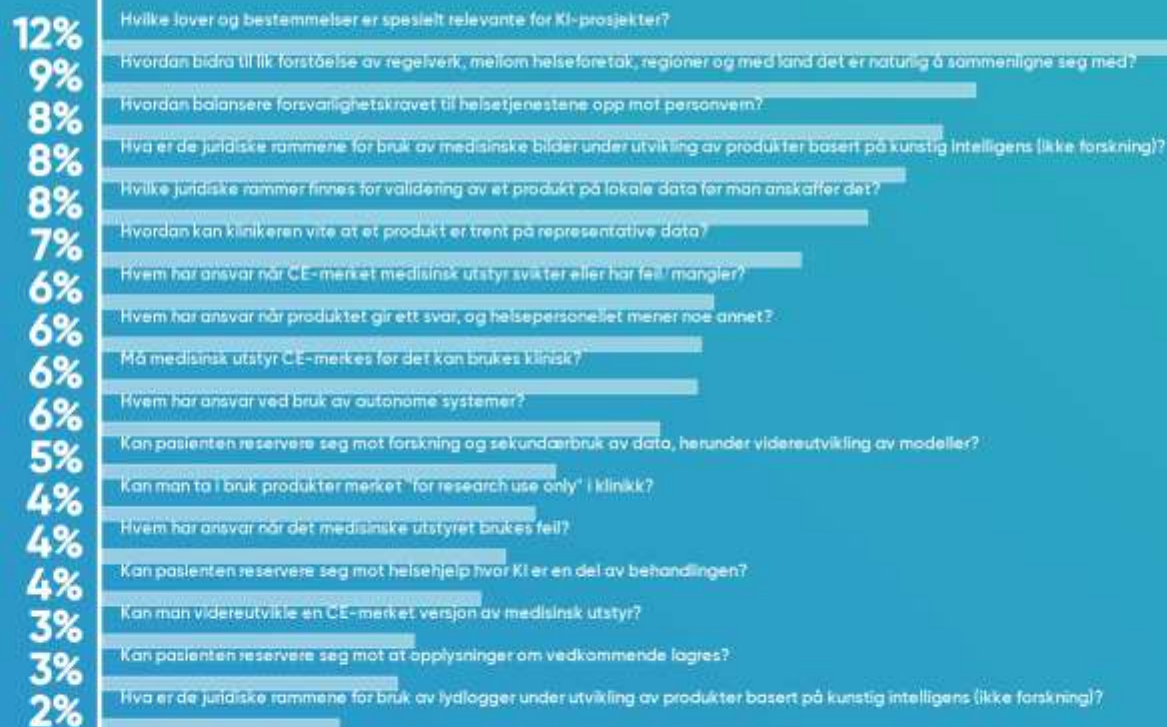 Hvilke lover og bestemmelser er spesielt relevante for KI-prosjekter?
12%
Hvordan bidra til lik forståelse av regelverk, mellom helseforetak, regioner og med land det er naturlig å sammenligne seg med?
9%
Hvordan balansere forsvarlighetskravet til helsetjenestene opp mot personvern?
8%
Hva er de juridiske rammene for bruk av medisinske bilder under utvikling av produkter basert på kunstig intelligens (ikke forskning)?
8%
Hvilke juridiske rammer finnes for validering av et produkt på lokale data før man anskaffer det?
8%
Hvordan kan klinikeren vite at et produkt er trent på representative data?
7%
Hvem har ansvar når CE-merket medisinsk utstyr svikter eller har feil/mangler?
6%
Hvem har ansvar når produktet gir ett svar, og helsepersonellet mener noe annet?
6%
Må medisinsk utstyr CE-merkes før det kan brukes klinisk?
6%
Hvem har ansvar ved bruk av autonome systemer?
6%
Kan pasienten reservere seg mot forskning og sekundærbruk av data, herunder videreutvikling av modeller?
5%
Kan man ta i bruk produkter merket "for research use only" i klinikk?
4%
Hvem har ansvar når det medisinske utstyret brukes feil?
4%
Kan pasienten reservere seg mot helsehjelp hvor KI er en del av behandlingen?
4%
Kan man videreutvikle en CE-merket versjon av medisinsk utstyr?
3%
Kan pasienten reservere seg mot at opplysninger om vedkommende lagres?
3%
Hva er de juridiske rammene for bruk av lydlogger under utvikling av produkter basert på kunstig intelligens (ikke forskning)?
2%